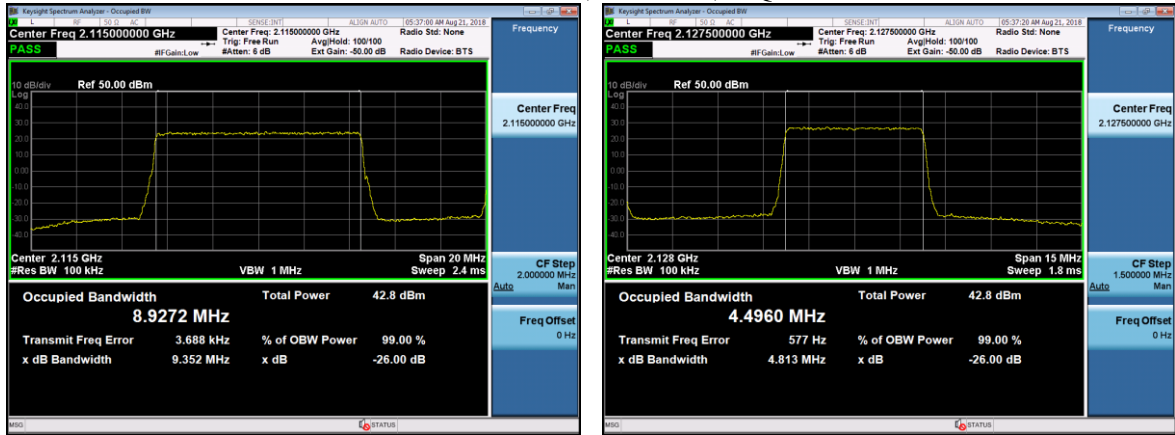 Keysight Spectrum Analyzer - Occupied BW
L RF 50 Ω AC SENSE:INT ALIGN AUTO 05:37:00 AM Aug 21, 2018
Center Freq 2.115000000 GHz
Center Freq: 2.115000000 GHz Radio Std: None
Trig: Free Run Avg|Hold: 100/100
PASS #IFGain:Low #Atten: 6 dB Ext Gain: -50.00 dB Radio Device: BTS
10 dB/div Ref 50.00 dBm
Log
40.0
30.0
20.0
10.0
0.00
-10.0
-20.0
-30.0
-40.0
Center 2.115 GHz Span 20 MHz
#Res BW 100 kHz VBW 1 MHz Sweep 2.4 ms
Occupied Bandwidth Total Power 42.8 dBm
8.9272 MHz
Transmit Freq Error 3.688 kHz % of OBW Power 99.00 %
x dB Bandwidth 9.352 MHz x dB -26.00 dB
MSG STATUS
Frequency
Center Freq
2.115000000 GHz
CF Step
2.000000 MHz
Auto Man
Freq Offset
0 Hz
Keysight Spectrum Analyzer - Occupied BW
L RF 50 Ω AC SENSE:INT ALIGN AUTO 05:37:20 AM Aug 21, 2018
Center Freq 2.127500000 GHz
Center Freq: 2.127500000 GHz Radio Std: None
Trig: Free Run Avg|Hold: 100/100
PASS #IFGain:Low #Atten: 6 dB Ext Gain: -50.00 dB Radio Device: BTS
10 dB/div Ref 50.00 dBm
Log
40.0
30.0
20.0
10.0
0.00
-10.0
-20.0
-30.0
-40.0
Center 2.128 GHz Span 15 MHz
#Res BW 100 kHz VBW 1 MHz Sweep 1.8 ms
Occupied Bandwidth Total Power 42.8 dBm
4.4960 MHz
Transmit Freq Error 577 Hz % of OBW Power 99.00 %
x dB Bandwidth 4.813 MHz x dB -26.00 dB
MSG STATUS
Frequency
Center Freq
2.127500000 GHz
CF Step
1.500000 MHz
Auto Man
Freq Offset
0 Hz